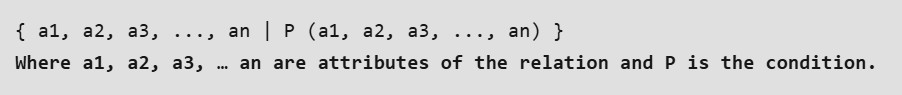 { a1, a2, a3, ..., an | P (a1, a2, a3, ..., an) }
Where a1, a2, a3, … an are attributes of the relation and P is the condition.